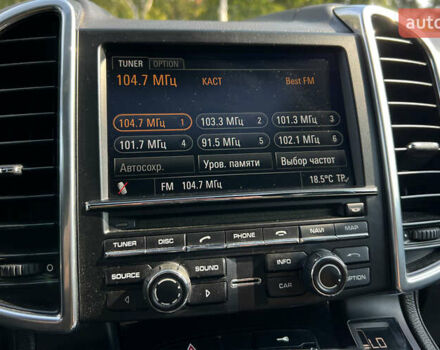 auto
TUNER OPTION
104.7 МГц КАСТ Best FM
104.7 МГц 1 103.3 МГц 2 101.3 МГц 3
101.7 МГц 4 91.5 МГц 5 102.1 МГц 6
Автосохр. Уров. памяти Выбор частот
FM 104.7 МГц 18.5°C TP
TUNER DISC PHONE NAVI MAP
SOURCE SOUND INFO
CAR OPTION
LO